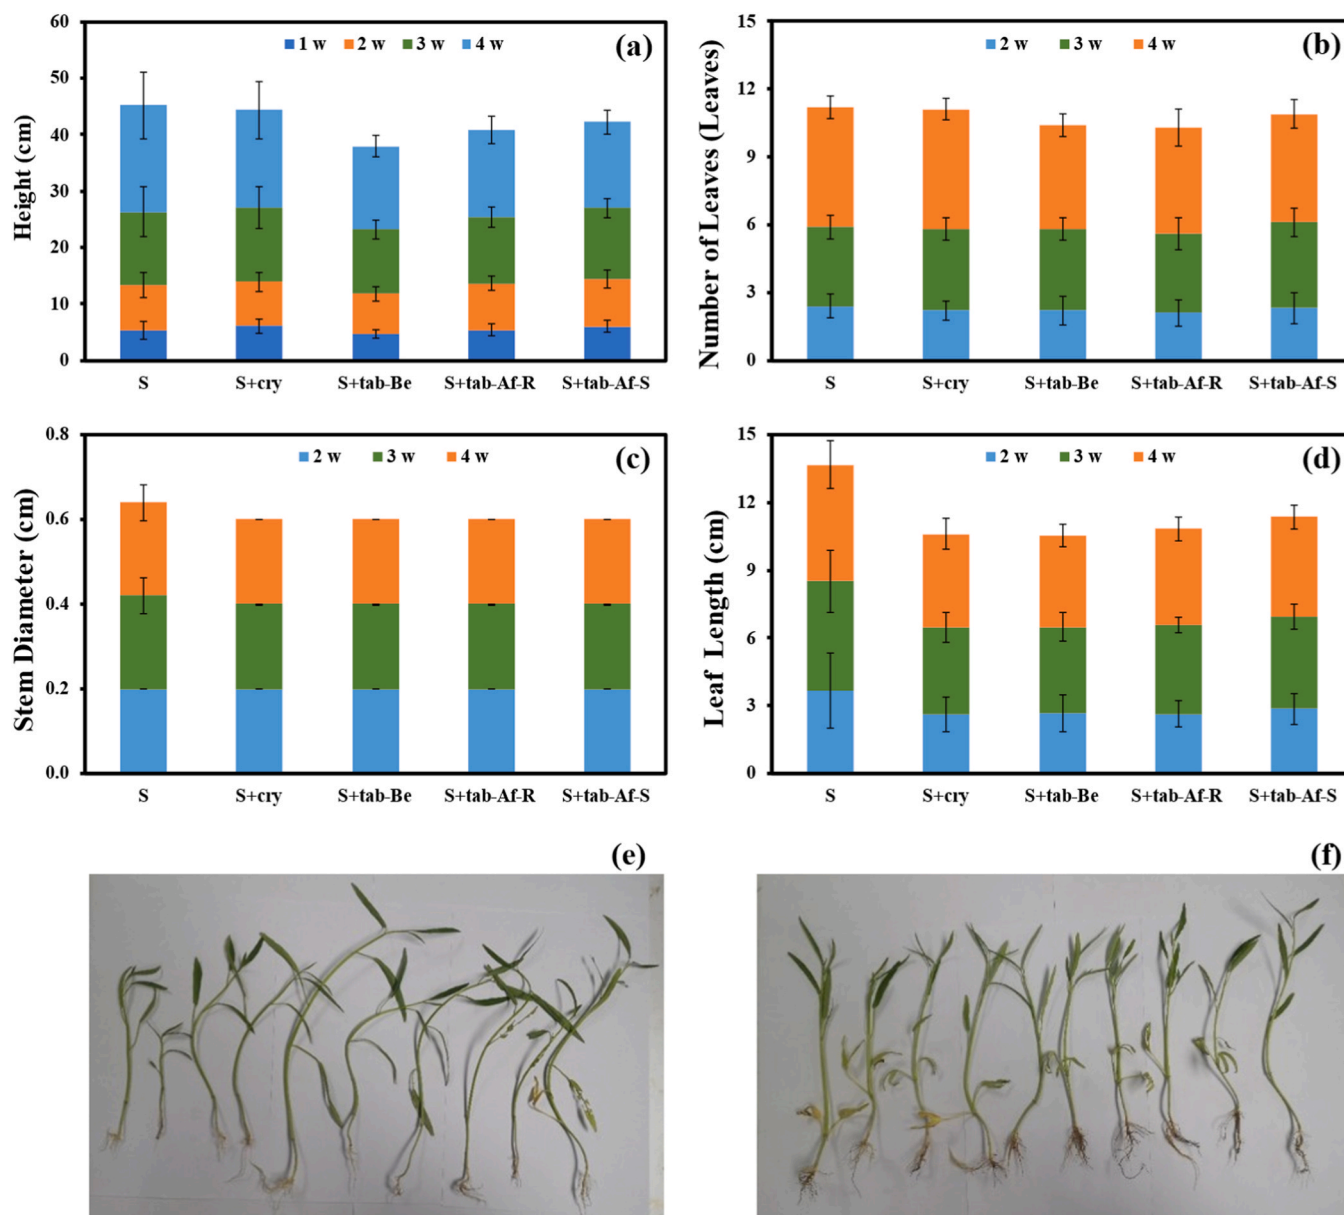 (a)
1 w 2 w 3 w 4 w
Height (cm)
60
50
40
30
20
10
0
S S+cry S+tab-Be S+tab-Af-R S+tab-Af-S
(b)
2 w 3 w 4 w
Number of Leaves (Leaves)
15
12
9
6
3
0
S S+cry S+tab-Be S+tab-Af-R S+tab-Af-S
(c)
2 w 3 w 4 w
Stem Diameter (cm)
0.8
0.6
0.4
0.2
0.0
S S+cry S+tab-Be S+tab-Af-R S+tab-Af-S
(d)
2 w 3 w 4 w
Leaf Length (cm)
15
12
9
6
3
0
S S+cry S+tab-Be S+tab-Af-R S+tab-Af-S
(e)
(f)